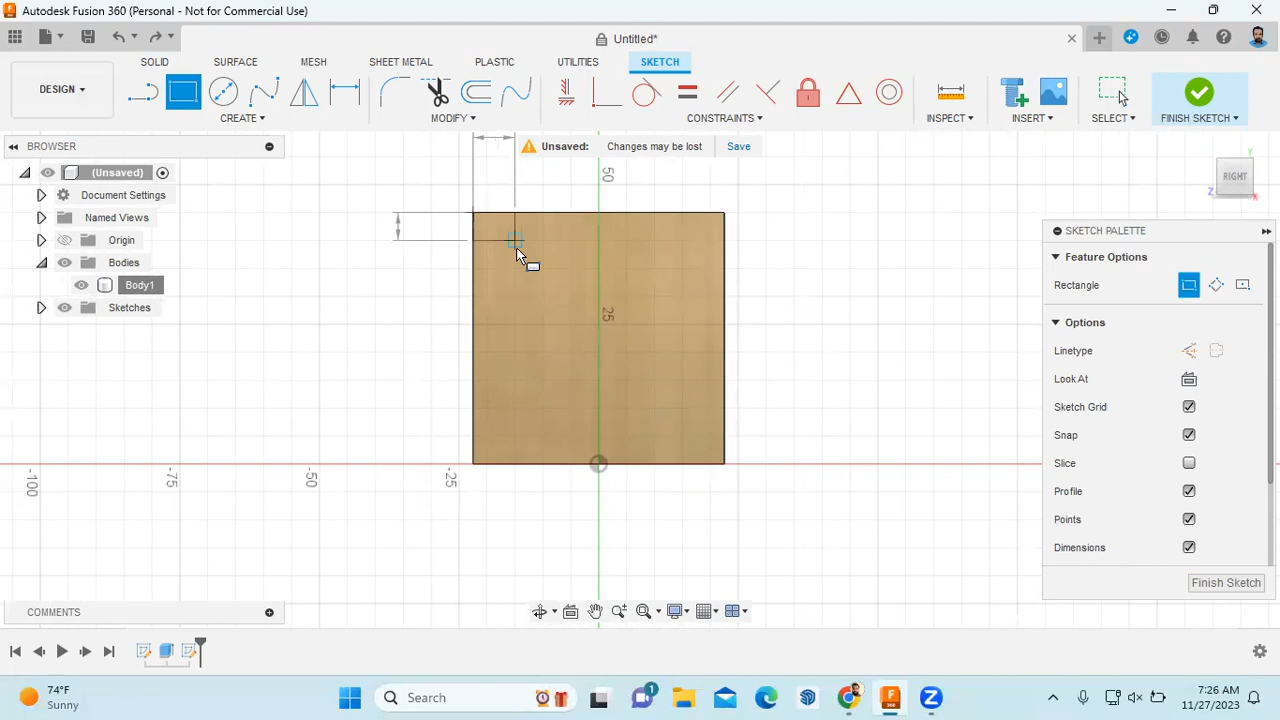 Autodesk Fusion 360 (Personal - Not for Commercial Use)
Untitled*
SOLID SURFACE MESH SHEET METAL PLASTIC UTILITIES SKETCH
DESIGN
CREATE MODIFY CONSTRAINTS INSPECT INSERT SELECT FINISH SKETCH
BROWSER
Unsaved: Changes may be lost Save
(Unsaved)
Document Settings
Named Views
Origin
Bodies
Body1
Sketches
50
25
-100
-75
-50
-25
Y
RIGHT
Z
X
SKETCH PALETTE
Feature Options
Rectangle
Options
Linetype
Look At
Sketch Grid
Snap
Slice
Profile
Points
Dimensions
Finish Sketch
COMMENTS
74°F
Sunny
Search
1
F
360
Z
7:26 AM
11/27/2023